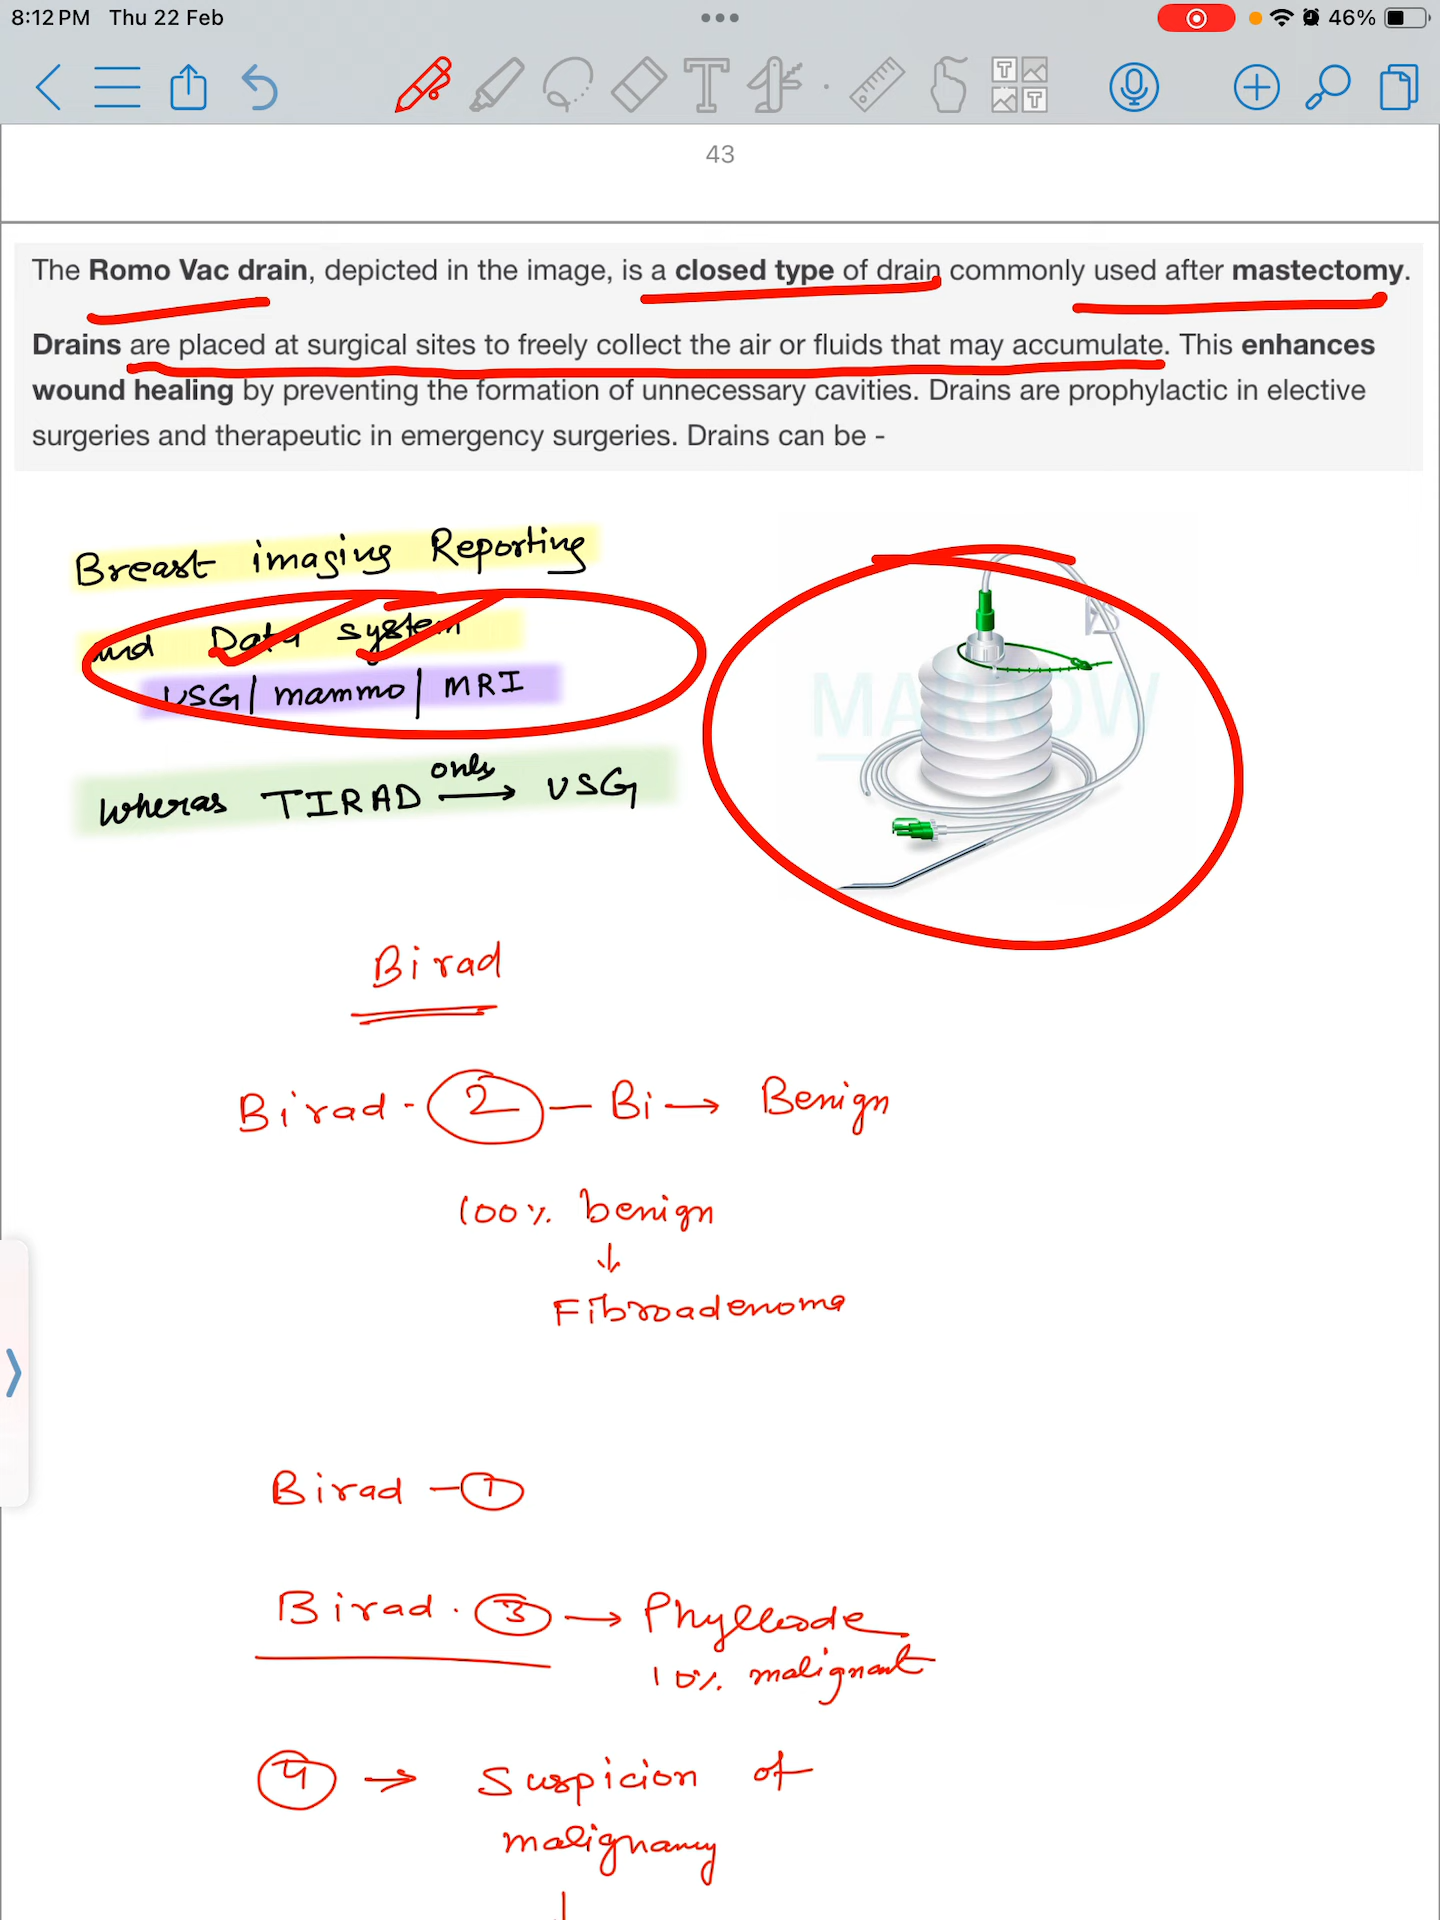 8:12 PM Thu 22 Feb
46%
43
The Romo Vac drain, depicted in the image, is a closed type of drain commonly used after mastectomy.
Drains are placed at surgical sites to freely collect the air or fluids that may accumulate. This enhances
wound healing by preventing the formation of unnecessary cavities. Drains are prophylactic in elective
surgeries and therapeutic in emergency surgeries. Drains can be -
Breast imaging Reporting
and Data system
USG | mammo | MRI
wheras TIRAD only → USG
MARROW
Birad
Birad - 2 - Bi → Benign
100% benign
↓
Fibroadenoma
Birad - 1
Birad . 3 → Phyllode
10% malignant
4 → Suspicion of
malignancy